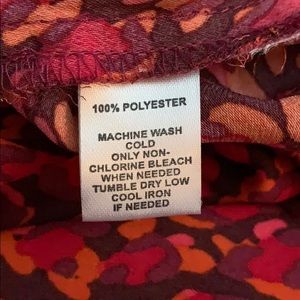 100% POLYESTER
MACHINE WASH
COLD
ONLY NON-
CHLORINE BLEACH
WHEN NEEDED
TUMBLE DRY LOW
COOL IRON
IF NEEDED